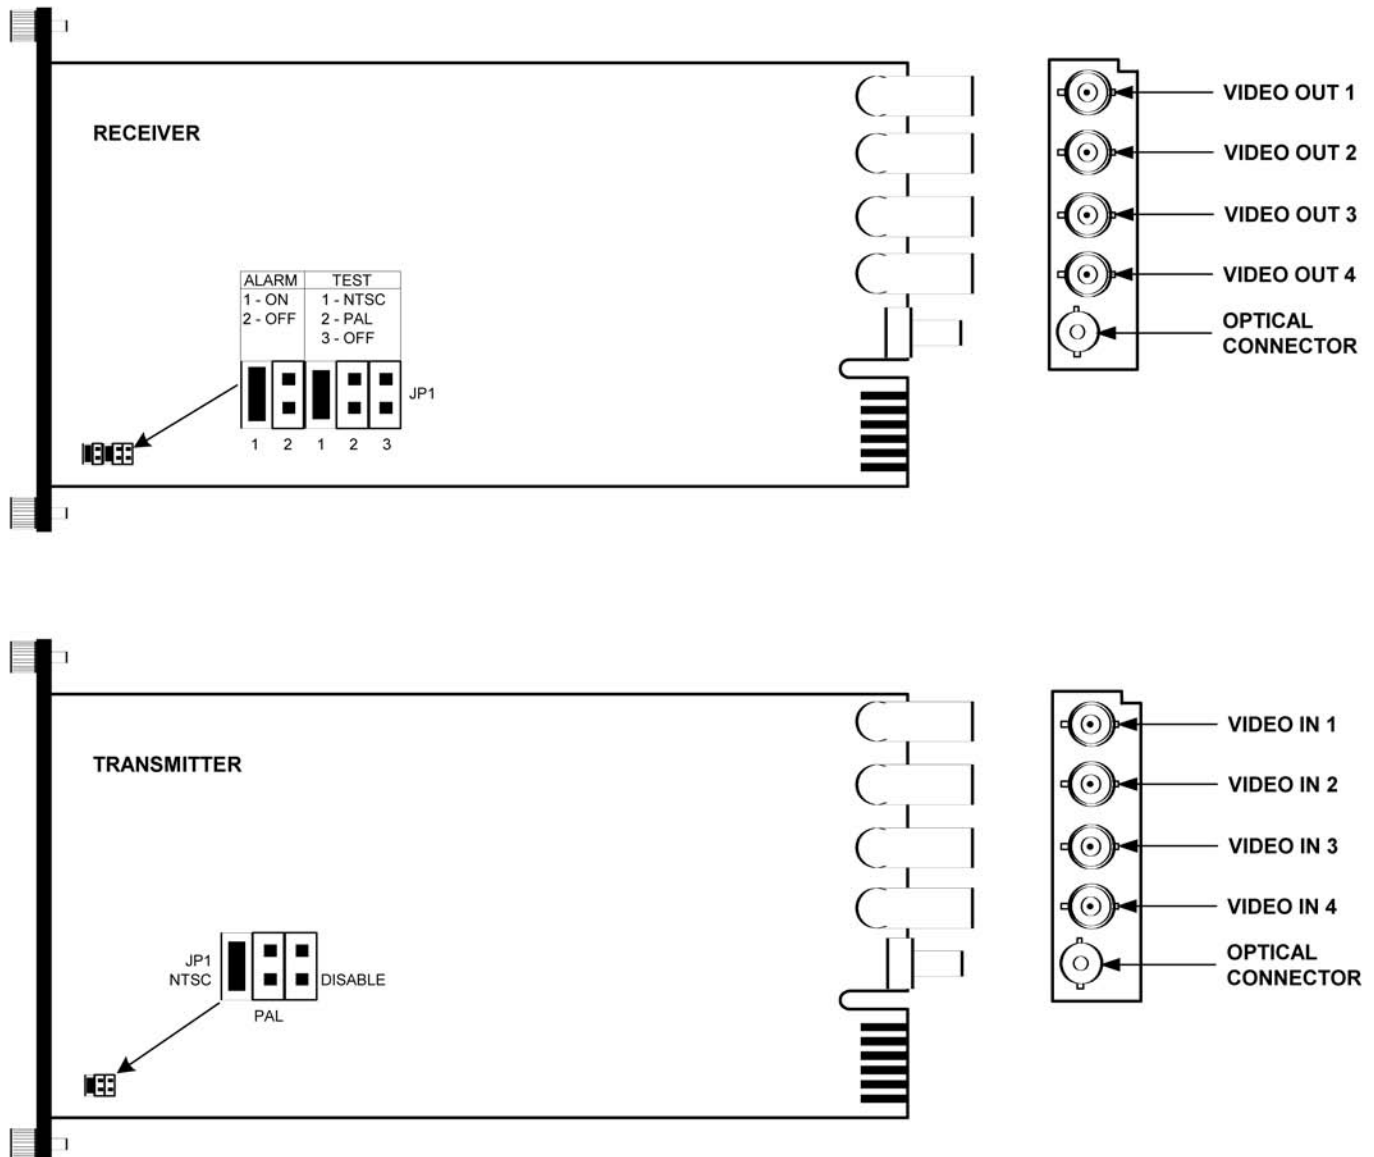 RECEIVER
ALARM TEST
1 - ON 1 - NTSC
2 - OFF 2 - PAL
3 - OFF
JP1
1 2 1 2 3
VIDEO OUT 1
VIDEO OUT 2
VIDEO OUT 3
VIDEO OUT 4
OPTICAL
CONNECTOR
TRANSMITTER
JP1
NTSC
DISABLE
PAL
VIDEO IN 1
VIDEO IN 2
VIDEO IN 3
VIDEO IN 4
OPTICAL
CONNECTOR